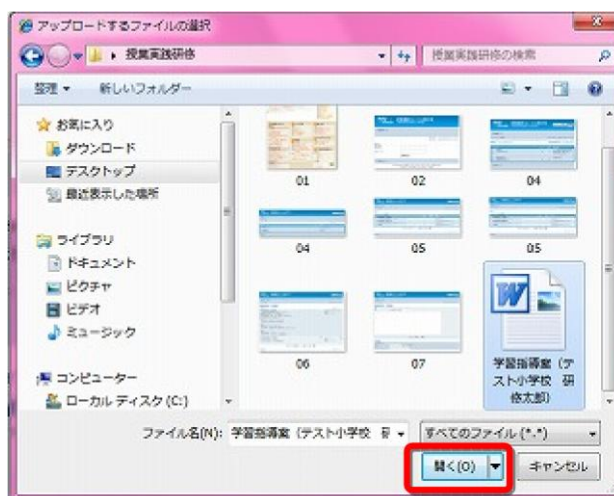 アップロードするファイルの選択
授業実践研修
授業実践研修の検索
整理 新しいフォルダー
お気に入り
ダウンロード
デスクトップ
最近表示した場所
ライブラリ
ドキュメント
ピクチャ
ビデオ
ミュージック
コンピューター
ローカル ディスク (C:)
01 02 04
04 05 05
06 07
学習指導案 (テ
スト小学校 研
修太郎)
ファイル名(N): 学習指導案 (テスト小学校 研 すべてのファイル (*.*)
開く(O) キャンセル